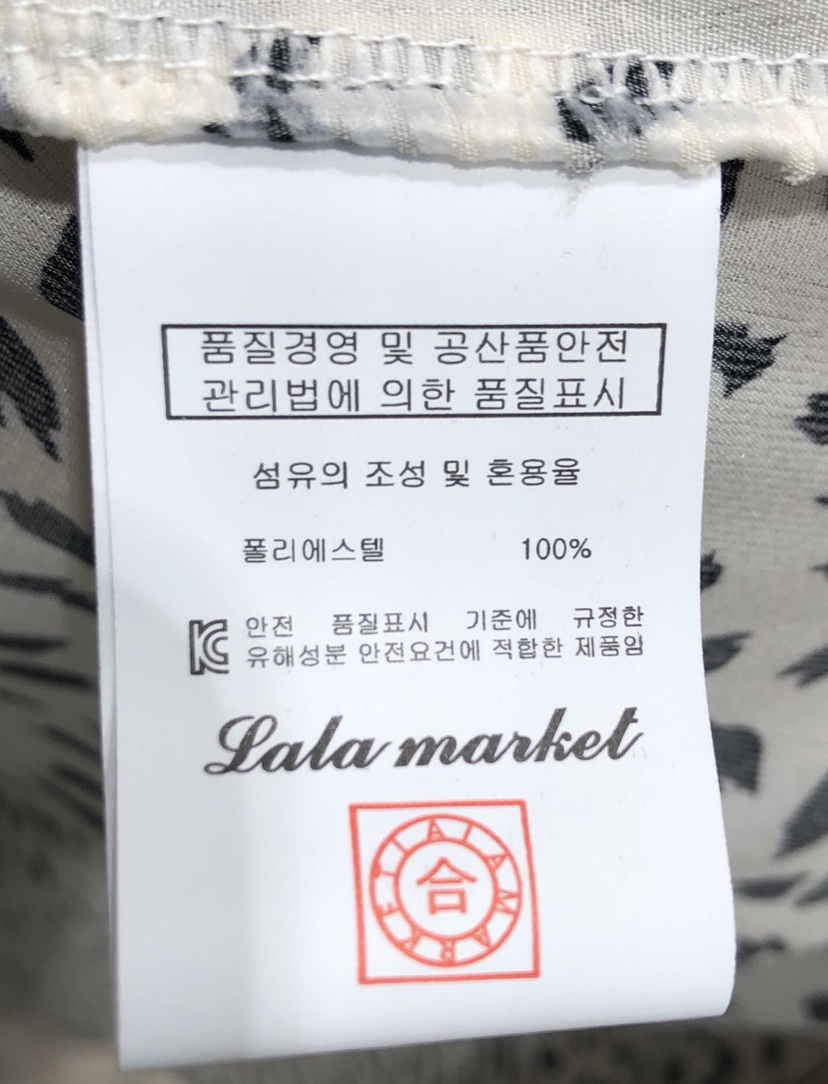 품질경영 및 공산품안전
관리법에 의한 품질표시
섬유의 조성 및 혼용율
폴리에스텔 100%
안전 품질표시 기준에 규정한
유해성분 안전요건에 적합한 제품임
Lala market
LALA MARKET
合